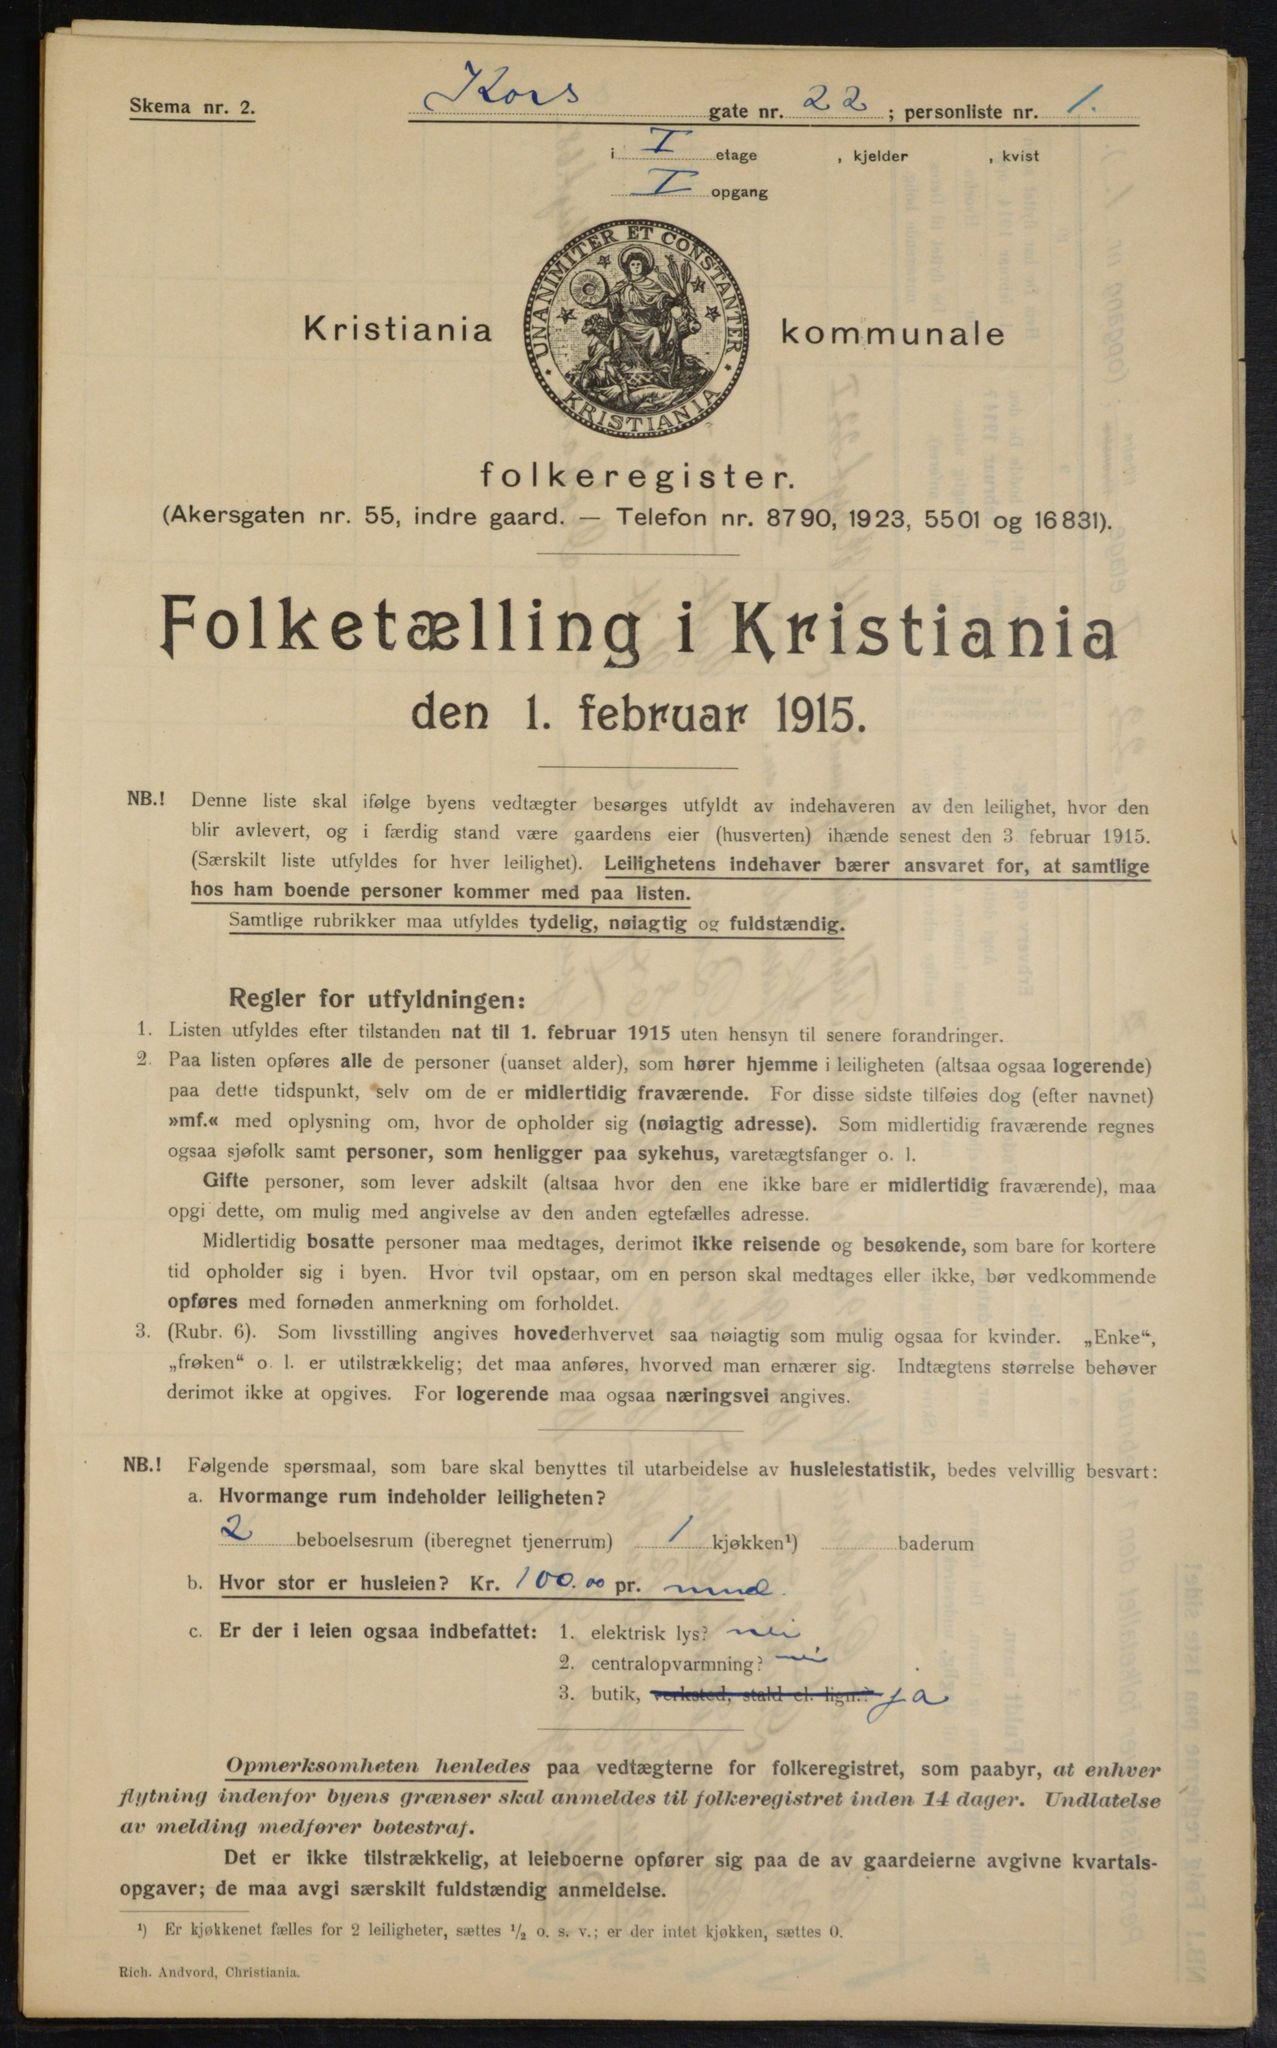 Skema nr. 2.
Kors gate nr. 22 ; personliste nr. 1.
i I etage , kjelder , kvist
I opgang
UNANIMITER ET CONSTANTER
KRISTIANIA
Kristiania kommunale
folkeregister.
(Akersgaten nr. 55, indre gaard. — Telefon nr. 8790, 1923, 5501 og 16831).
Folketælling i Kristiania
den 1. februar 1915.
NB.! Denne liste skal ifølge byens vedtægter besørges utfyldt av indehaveren av den leilighet, hvor den
blir avlevert, og i færdig stand være gaardens eier (husverten) ihænde senest den 3 februar 1915.
(Særskilt liste utfyldes for hver leilighet). Leilighetens indehaver bærer ansvaret for, at samtlige
hos ham boende personer kommer med paa listen.
Samtlige rubrikker maa utfyldes tydelig, nøiagtig og fuldstændig.
Regler for utfyldningen:
1. Listen utfyldes efter tilstanden nat til 1. februar 1915 uten hensyn til senere forandringer.
2. Paa listen opføres alle de personer (uanset alder), som hører hjemme i leiligheten (altsaa ogsaa logerende)
paa dette tidspunkt, selv om de er midlertidig fraværende. For disse sidste tilføies dog (efter navnet)
»mf.« med oplysning om, hvor de opholder sig (nøiagtig adresse). Som midlertidig fraværende regnes
ogsaa sjøfolk samt personer, som henligger paa sykehus, varetægtsfanger o. l.
Gifte personer, som lever adskilt (altsaa hvor den ene ikke bare er midlertidig fraværende), maa
opgi dette, om mulig med angivelse av den anden egtefælles adresse.
Midlertidig bosatte personer maa medtages, derimot ikke reisende og besøkende, som bare for kortere
tid opholder sig i byen. Hvor tvil opstaar, om en person skal medtages eller ikke, bør vedkommende
opføres med fornøden anmerkning om forholdet.
3. (Rubr. 6). Som livsstilling angives hovederhvervet saa nøiagtig som mulig ogsaa for kvinder. „Enke“,
„frøken“ o. l. er utilstrækkelig; det maa anføres, hvorved man ernærer sig. Indtægtens størrelse behøver
derimot ikke at opgives. For logerende maa ogsaa næringsvei angives.
NB.! Følgende spørsmaal, som bare skal benyttes til utarbeidelse av husleiestatistik, bedes velvillig besvart:
a. Hvormange rum indeholder leiligheten?
2 beboelsesrum (iberegnet tjenerrum) 1 kjøkken¹) baderum
b. Hvor stor er husleien? Kr. 100.00 pr. mnd.
c. Er der i leien ogsaa indbefattet: 1. elektrisk lys? nei
2. centralopvarmning? nei
3. butik, verksted, stald el. lign.? ja
Opmerksomheten henledes paa vedtægterne for folkeregistret, som paabyr, at enhver
flytning indenfor byens grænser skal anmeldes til folkeregistret inden 14 dager. Undlatelse
av melding medfører bøtestraf.
Det er ikke tilstrækkelig, at leieboerne opfører sig paa de av gaardeierne avgivne kvartals-
opgaver; de maa avgi særskilt fuldstændig anmeldelse.
¹) Er kjøkkenet fælles for 2 leiligheter, sættes ½ o. s. v.; er der intet kjøkken, sættes 0.
Rich. Andvord, Christiania.